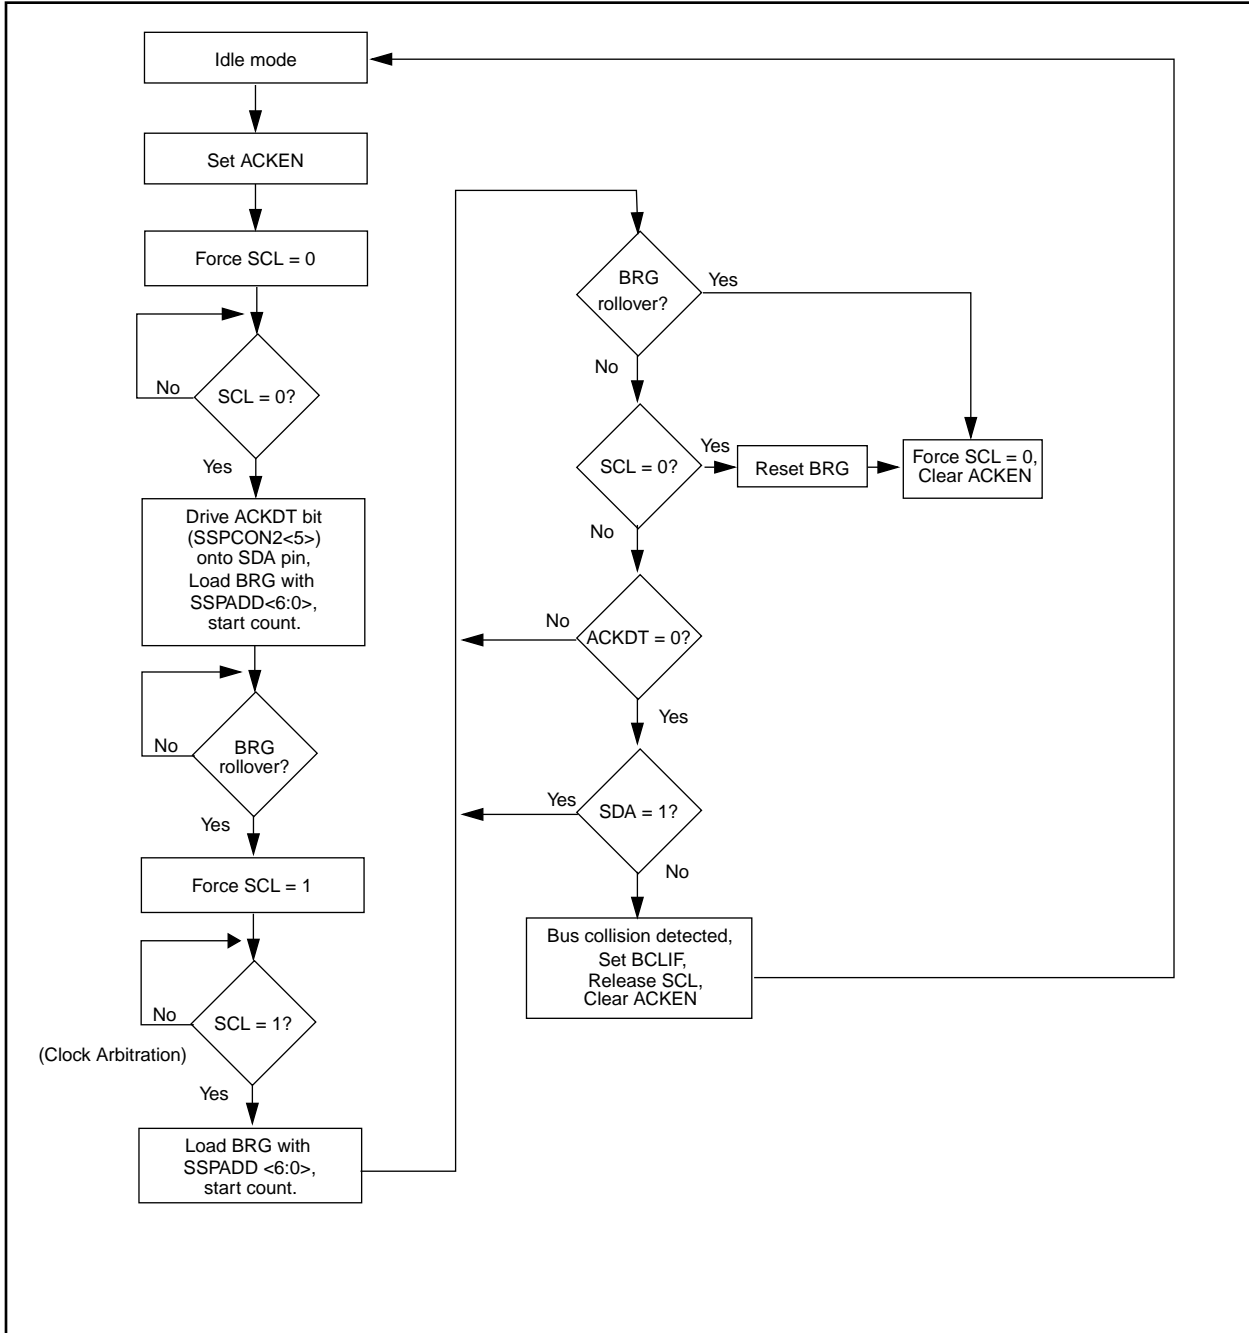 Idle mode
Set ACKEN
Force SCL = 0
No
SCL = 0?
Yes
Drive ACKDT bit
(SSPCON2<5>)
onto SDA pin,
Load BRG with
SSPADD<6:0>,
start count.
No
BRG
rollover?
Yes
Force SCL = 1
No
SCL = 1?
(Clock Arbitration)
Yes
Load BRG with
SSPADD <6:0>,
start count.
BRG
rollover?
Yes
No
SCL = 0?
Yes
Reset BRG
Force SCL = 0,
Clear ACKEN
No
ACKDT = 0?
No
Yes
SDA = 1?
Yes
No
Bus collision detected,
Set BCLIF,
Release SCL,
Clear ACKEN